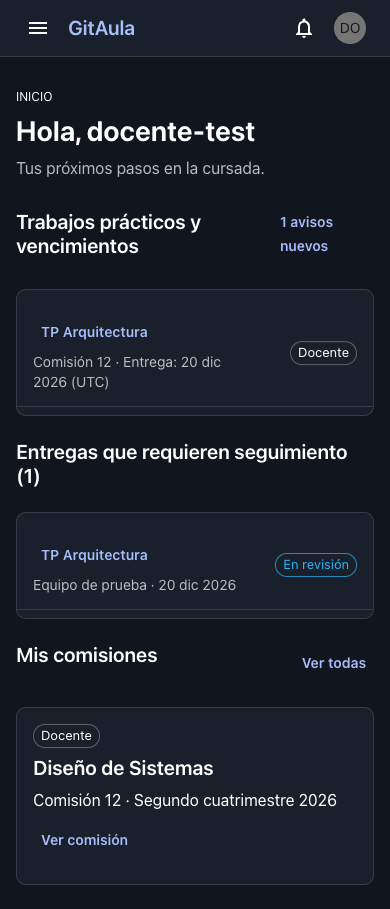 GitAula
DO
INICIO
Hola, docente-test
Tus próximos pasos en la cursada.
Trabajos prácticos y
vencimientos
1 avisos
nuevos
TP Arquitectura
Comisión 12 · Entrega: 20 dic
2026 (UTC)
Docente
Entregas que requieren seguimiento
(1)
TP Arquitectura
Equipo de prueba · 20 dic 2026
En revisión
Mis comisiones
Ver todas
Docente
Diseño de Sistemas
Comisión 12 · Segundo cuatrimestre 2026
Ver comisión